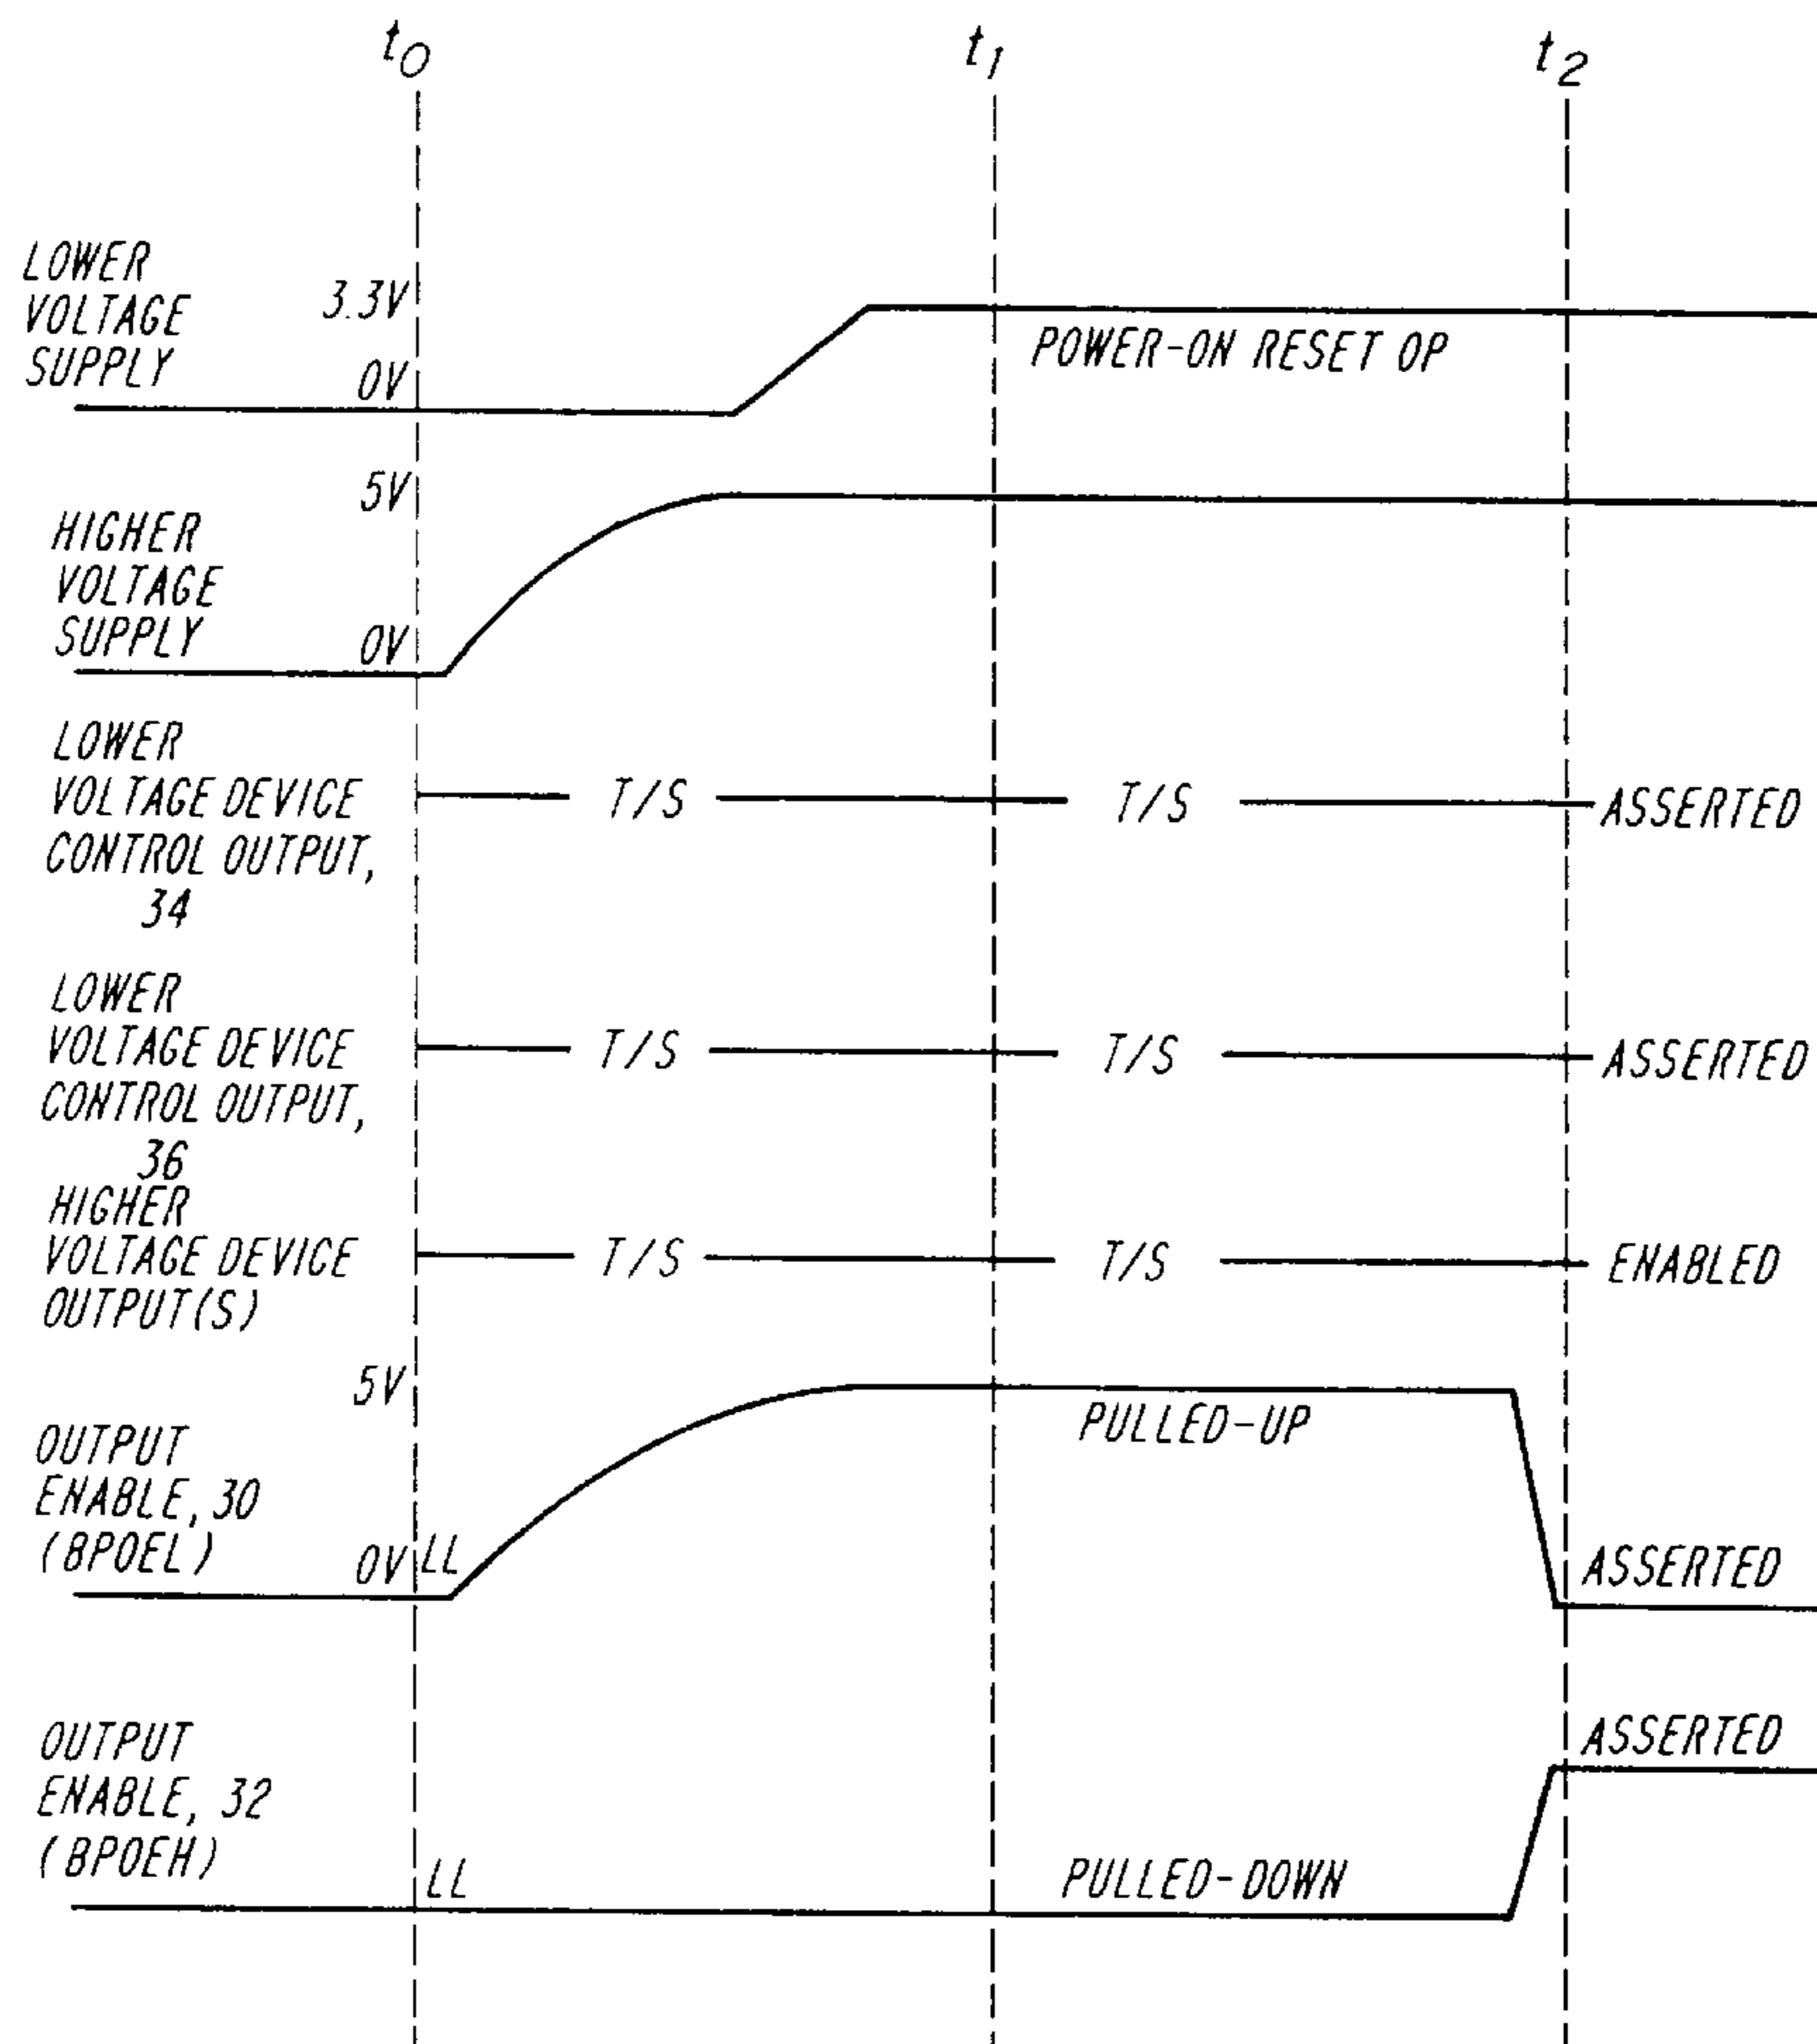 t0 t1 t2
LOWER
VOLTAGE
SUPPLY
3.3V
0V
POWER-ON RESET OP
HIGHER
VOLTAGE
SUPPLY
5V
0V
LOWER
VOLTAGE DEVICE
CONTROL OUTPUT,
34
T/S T/S ASSERTED
LOWER
VOLTAGE DEVICE
CONTROL OUTPUT,
36
T/S T/S ASSERTED
HIGHER
VOLTAGE DEVICE
OUTPUT(S)
T/S T/S ENABLED
OUTPUT
ENABLE, 30
(BPOEL)
5V
0V LL
PULLED-UP
ASSERTED
OUTPUT
ENABLE, 32
(BPOEH)
LL
PULLED-DOWN
ASSERTED